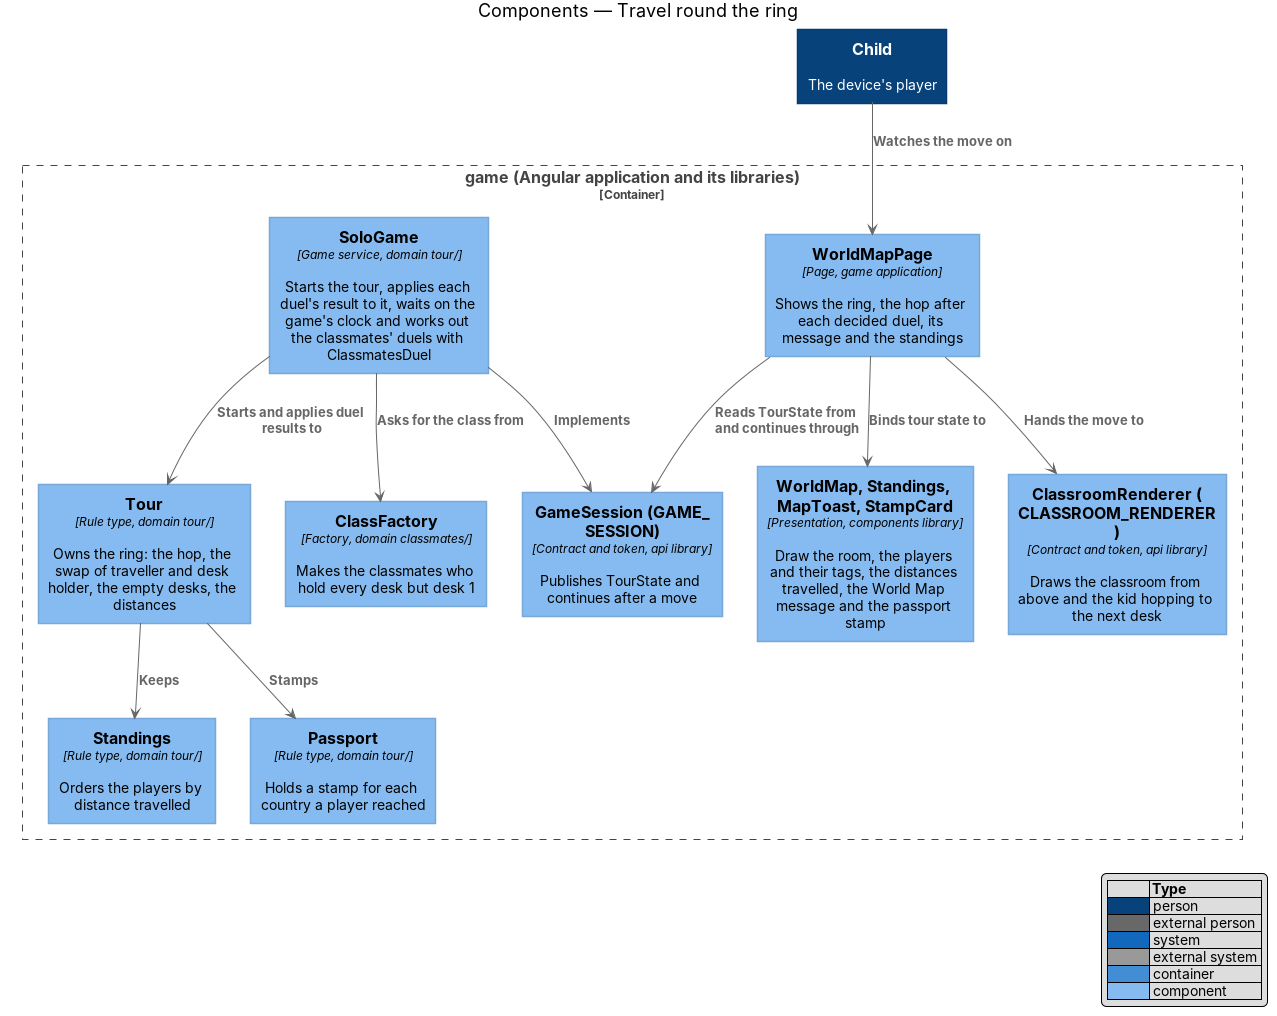 Components — Travel round the ring
Child
The device's player
Watches the move on
game (Angular application and its libraries)
[Container]
SoloGame
[Game service, domain tour/]
Starts the tour, applies each
duel's result to it, waits on the
game's clock and works out
the classmates' duels with
ClassmatesDuel
WorldMapPage
[Page, game application]
Shows the ring, the hop after
each decided duel, its
message and the standings
Starts and applies duel
results to
Asks for the class from
Implements
Reads TourState from
and continues through
Binds tour state to
Hands the move to
Tour
[Rule type, domain tour/]
Owns the ring: the hop, the
swap of traveller and desk
holder, the empty desks, the
distances
ClassFactory
[Factory, domain classmates/]
Makes the classmates who
hold every desk but desk 1
GameSession (GAME_
SESSION)
[Contract and token, api library]
Publishes TourState and
continues after a move
WorldMap, Standings,
MapToast, StampCard
[Presentation, components library]
Draw the room, the players
and their tags, the distances
travelled, the World Map
message and the passport
stamp
ClassroomRenderer (
CLASSROOM_RENDERER
)
[Contract and token, api library]
Draws the classroom from
above and the kid hopping to
the next desk
Keeps
Stamps
Standings
[Rule type, domain tour/]
Orders the players by
distance travelled
Passport
[Rule type, domain tour/]
Holds a stamp for each
country a player reached
Type
person
external person
system
external system
container
component